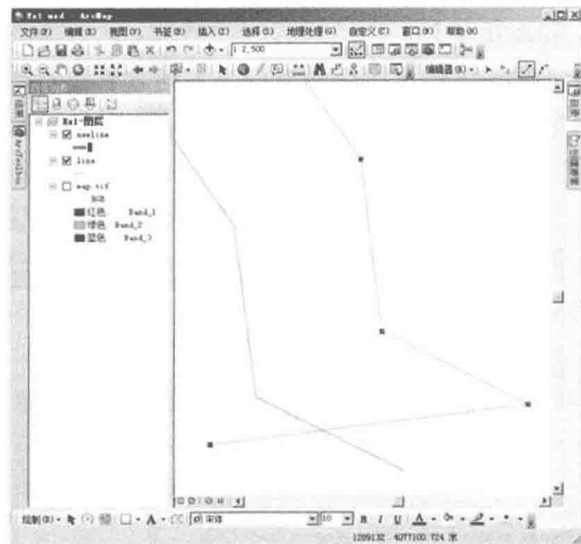 Ex1.mxd - ArcMap
文件(F) 编辑(E) 视图(V) 书签(B) 插入(I) 选择(S) 地理处理(G) 自定义(C) 窗口(W) 帮助(H)
1:2,500
编辑器(R)
Ex1-图层
newline
line
map.tif
RGB
红色: Band_1
绿色: Band_2
蓝色: Band_3
ArcToolbox
绘制(D) A 宋体 10 B I U A
1289132 4077100.724 米